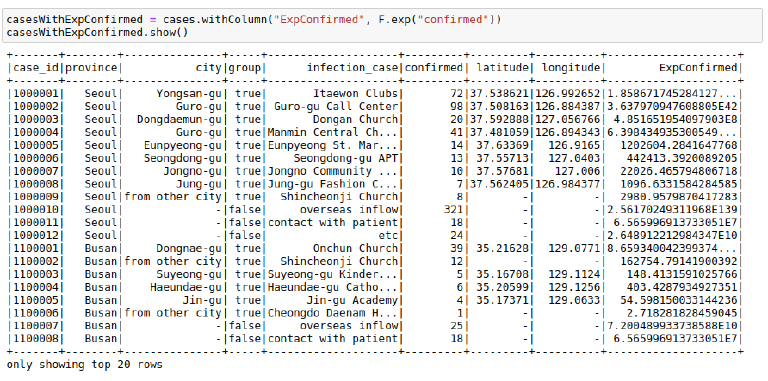 casesWithExpConfirmed = cases.withColumn("ExpConfirmed", F.exp("confirmed"))
casesWithExpConfirmed.show()
+-------+--------+---------------+-----+--------------------+---------+---------+----------+--------------------+
|case_id|province|           city|group|      infection_case|confirmed| latitude| longitude|        ExpConfirmed|
+-------+--------+---------------+-----+--------------------+---------+---------+----------+--------------------+
|1000001|   Seoul|     Yongsan-gu| true|       Itaewon Clubs|       72|37.538621|126.992652|1.858671745284127...|
|1000002|   Seoul|        Guro-gu| true| Guro-gu Call Center|       98|37.508163|126.884387|3.637970947608805E42|
|1000003|   Seoul|  Dongdaemun-gu| true|       Dongan Church|       20|37.592888|127.056766| 4.851651954097903E8|
|1000004|   Seoul|        Guro-gu| true|Manmin Central Ch...|       41|37.481059|126.894343|6.398434935300549...|
|1000005|   Seoul|   Eunpyeong-gu| true|Eunpyeong St. Mar...|       14| 37.63369|  126.9165|  1202604.2841647768|
|1000006|   Seoul|   Seongdong-gu| true|    Seongdong-gu APT|       13| 37.55713|  127.0403|   442413.3920089205|
|1000007|   Seoul|      Jongno-gu| true|Jongno Community ...|       10| 37.57681|   127.006|  22026.465794806718|
|1000008|   Seoul|        Jung-gu| true|Jung-gu Fashion C...|        7|37.562405|126.984377|  1096.6331584284585|
|1000009|   Seoul|from other city| true|  Shincheonji Church|        8|        -|         -|  2980.9579870417283|
|1000010|   Seoul|              -|false|     overseas inflow|      321|        -|         -|2.56170249311968E139|
|1000011|   Seoul|              -|false|contact with patient|       18|        -|         -| 6.565996913733051E7|
|1000012|   Seoul|              -|false|                 etc|       24|        -|         -|2.648912212984347E10|
|1100001|   Busan|     Dongnae-gu| true|       Onchun Church|       39| 35.21628|  129.0771|8.659340042399374...|
|1100002|   Busan|from other city| true|  Shincheonji Church|       12|        -|         -|  162754.79141900392|
|1100003|   Busan|     Suyeong-gu| true|Suyeong-gu Kinder...|        5| 35.16708|  129.1124|   148.4131591025766|
|1100004|   Busan|    Haeundae-gu| true|Haeundae-gu Catho...|        6| 35.20599|  129.1256|   403.4287934927351|
|1100005|   Busan|         Jin-gu| true|      Jin-gu Academy|        4| 35.17371|  129.0633|  54.598150033144236|
|1100006|   Busan|from other city| true|Cheongdo Daenam H...|        1|        -|         -|   2.718281828459045|
|1100007|   Busan|              -|false|     overseas inflow|       25|        -|         -|7.200489933738588E10|
|1100008|   Busan|              -|false|contact with patient|       18|        -|         -| 6.565996913733051E7|
+-------+--------+---------------+-----+--------------------+---------+---------+----------+--------------------+
only showing top 20 rows